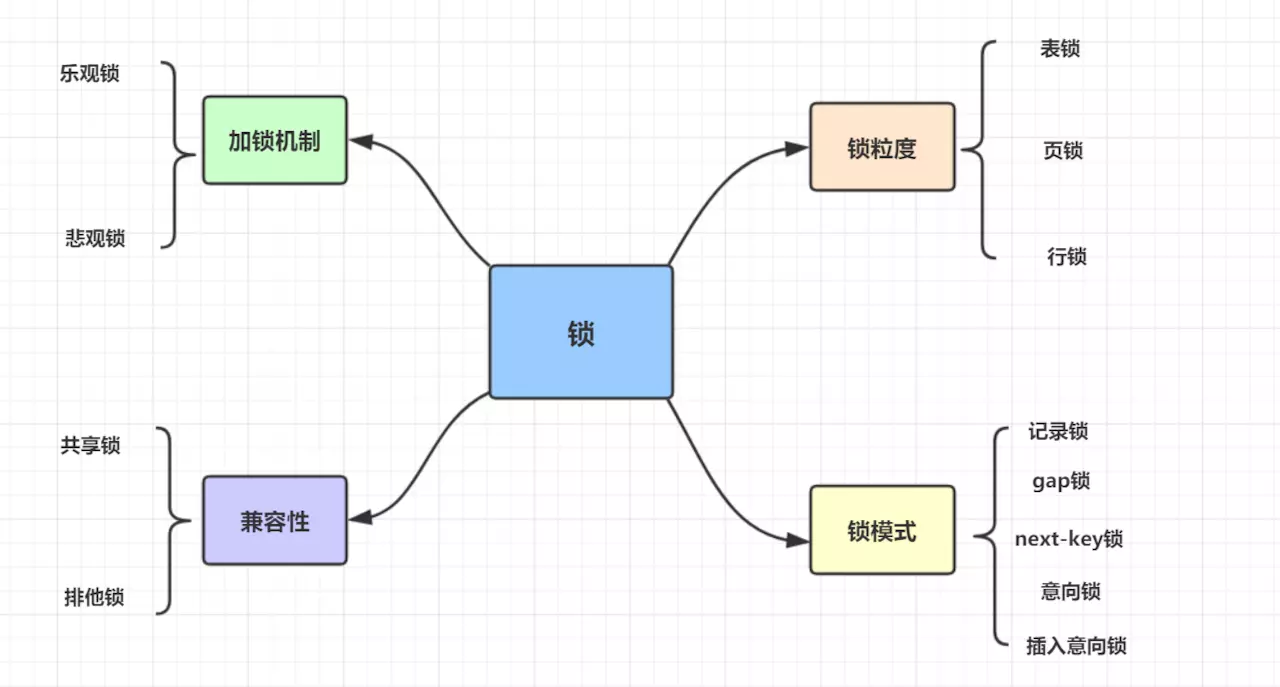 乐观锁
加锁机制
悲观锁
表锁
锁粒度
页锁
行锁
锁
共享锁
兼容性
排他锁
记录锁
gap锁
锁模式
next-key锁
意向锁
插入意向锁